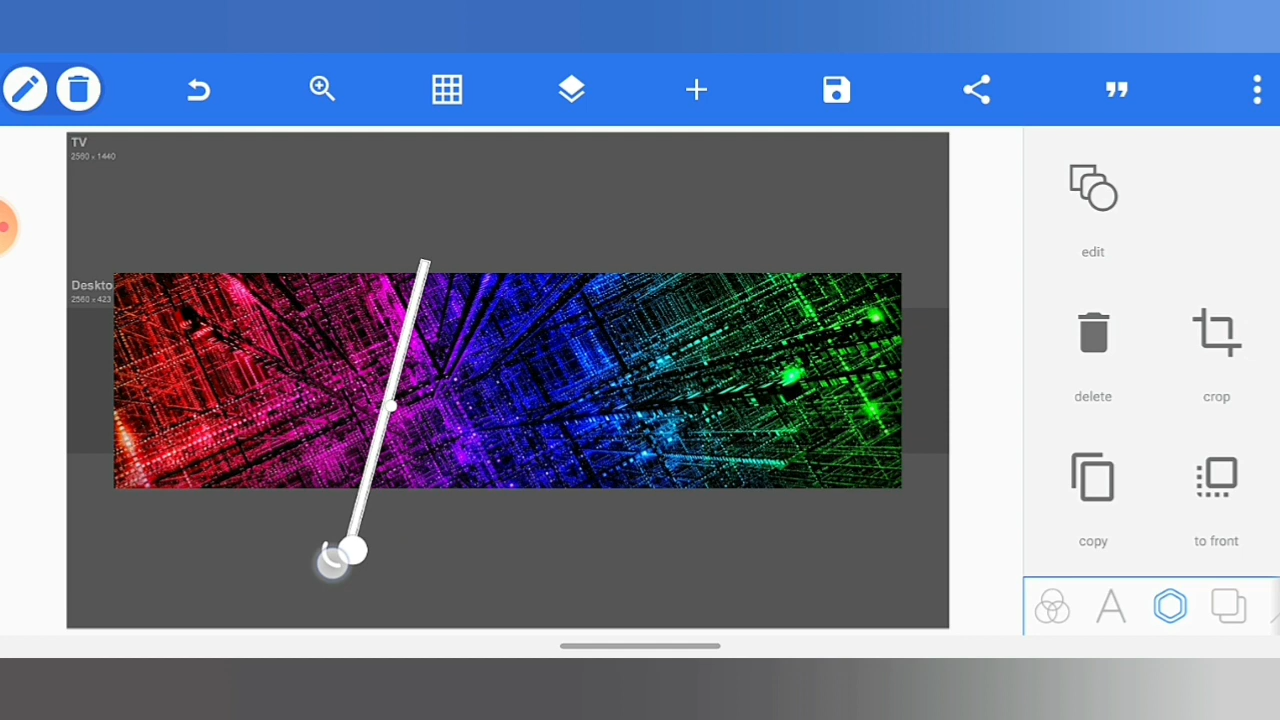 TV
2560 x 1440
Deskto
2560 x 423
edit
delete
crop
copy
to front